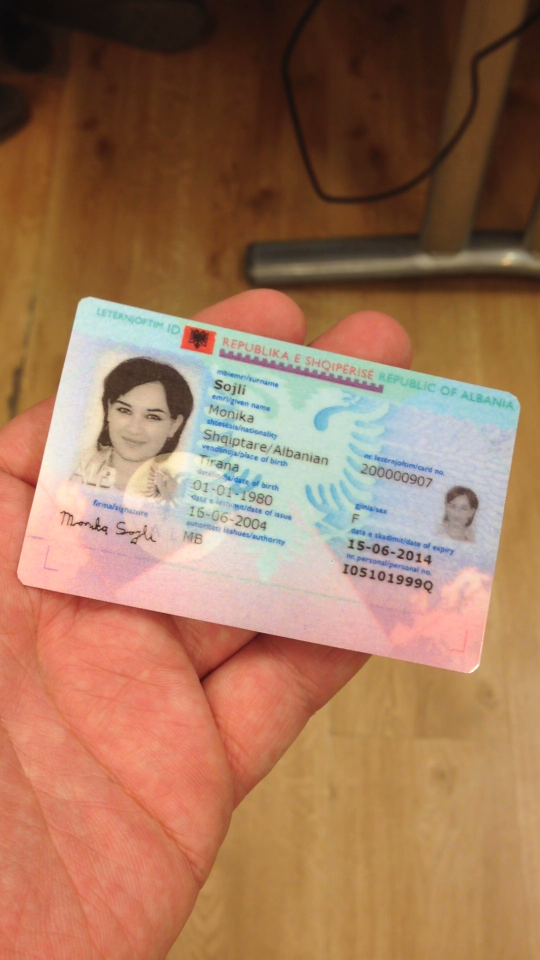 LETËRNJOFTIM ID
REPUBLIKA E SHQIPËRISË REPUBLIC OF ALBANIA
mbiemri/surname
Sojli
emri/given name
Monika
shtetësia/nationality
Shqiptare/Albanian
vendlindja/place of birth
Tirana
datëlindja/date of birth
01-01-1980
data e lëshimit/date of issue
16-06-2004
autoriteti lëshues/authority
MB
nr. letërnjoftim/card no.
200000907
gjinia/sex
F
data e skadimit/date of expiry
15-06-2014
nr. personal/personal no.
I05101999Q
firma/signature
Monika Sojli